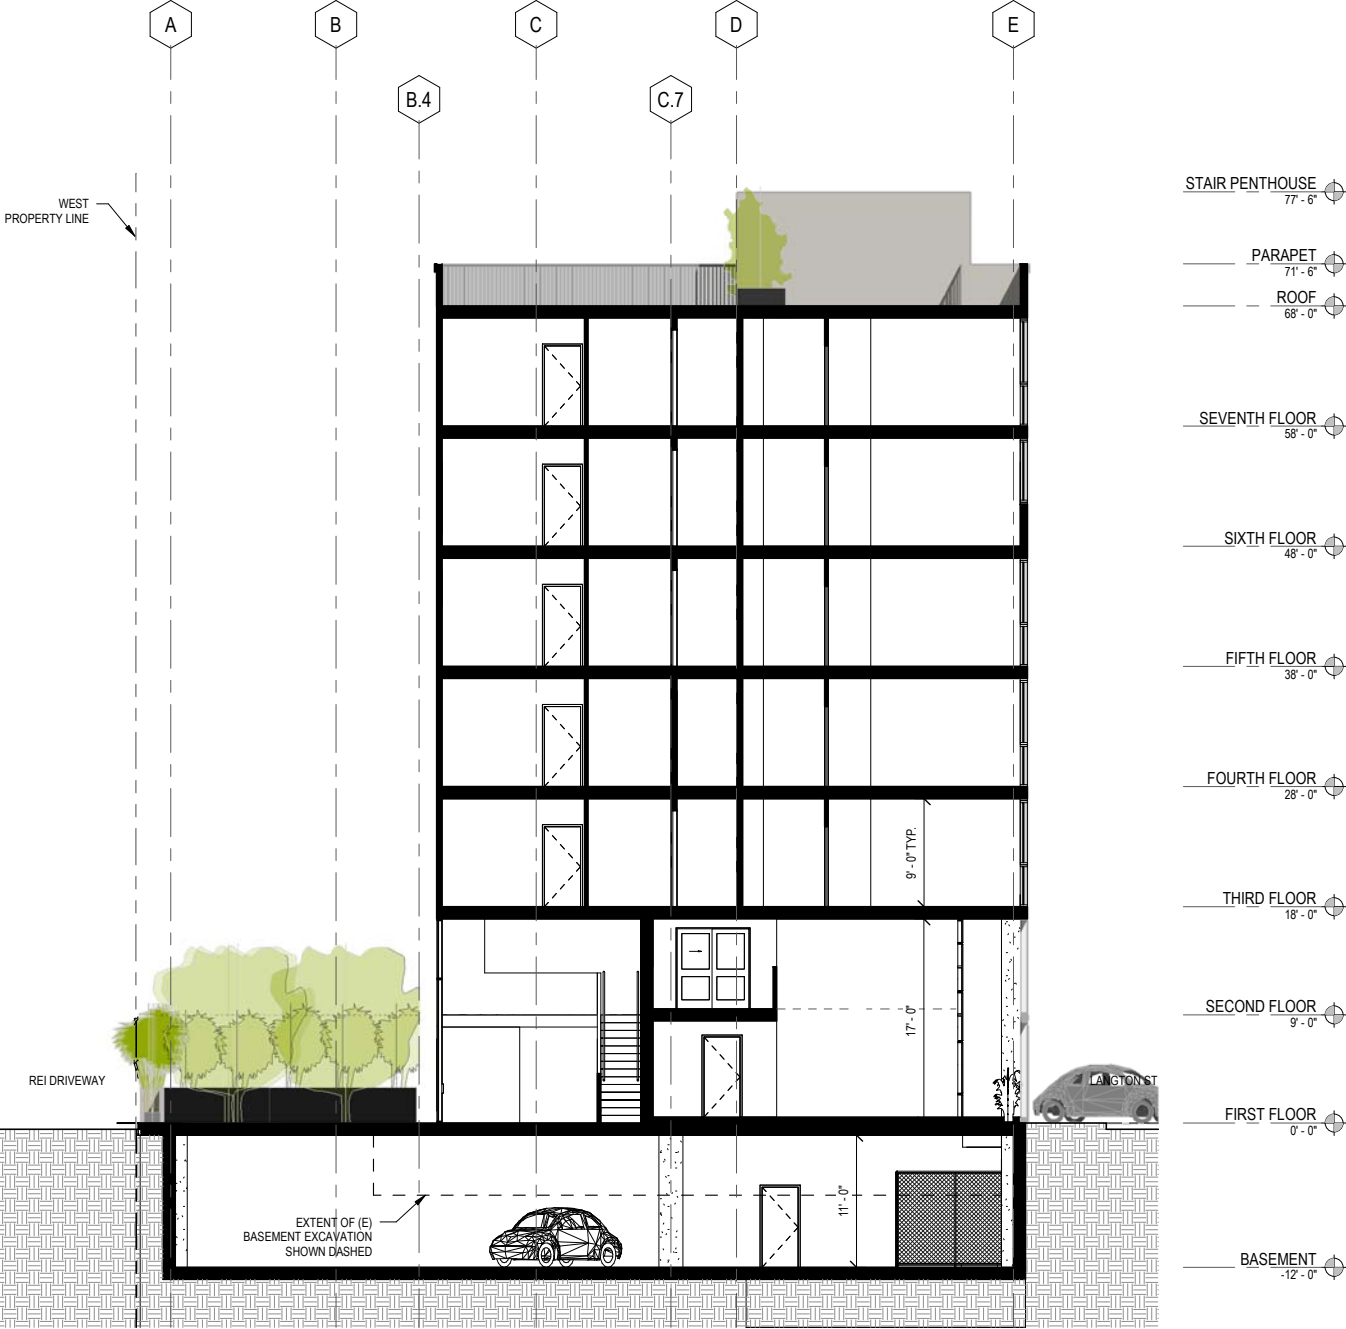 A
B
C
D
E
B.4
C.7
WEST
PROPERTY LINE
STAIR PENTHOUSE
77' - 6"
PARAPET
71' - 6"
ROOF
68' - 0"
SEVENTH FLOOR
58' - 0"
SIXTH FLOOR
48' - 0"
FIFTH FLOOR
38' - 0"
FOURTH FLOOR
28' - 0"
9' - 0" TYP.
THIRD FLOOR
18' - 0"
17' - 0"
SECOND FLOOR
9' - 0"
REI DRIVEWAY
LANGTON ST
FIRST FLOOR
0' - 0"
11' - 0"
EXTENT OF (E)
BASEMENT EXCAVATION
SHOWN DASHED
BASEMENT
-12' - 0"